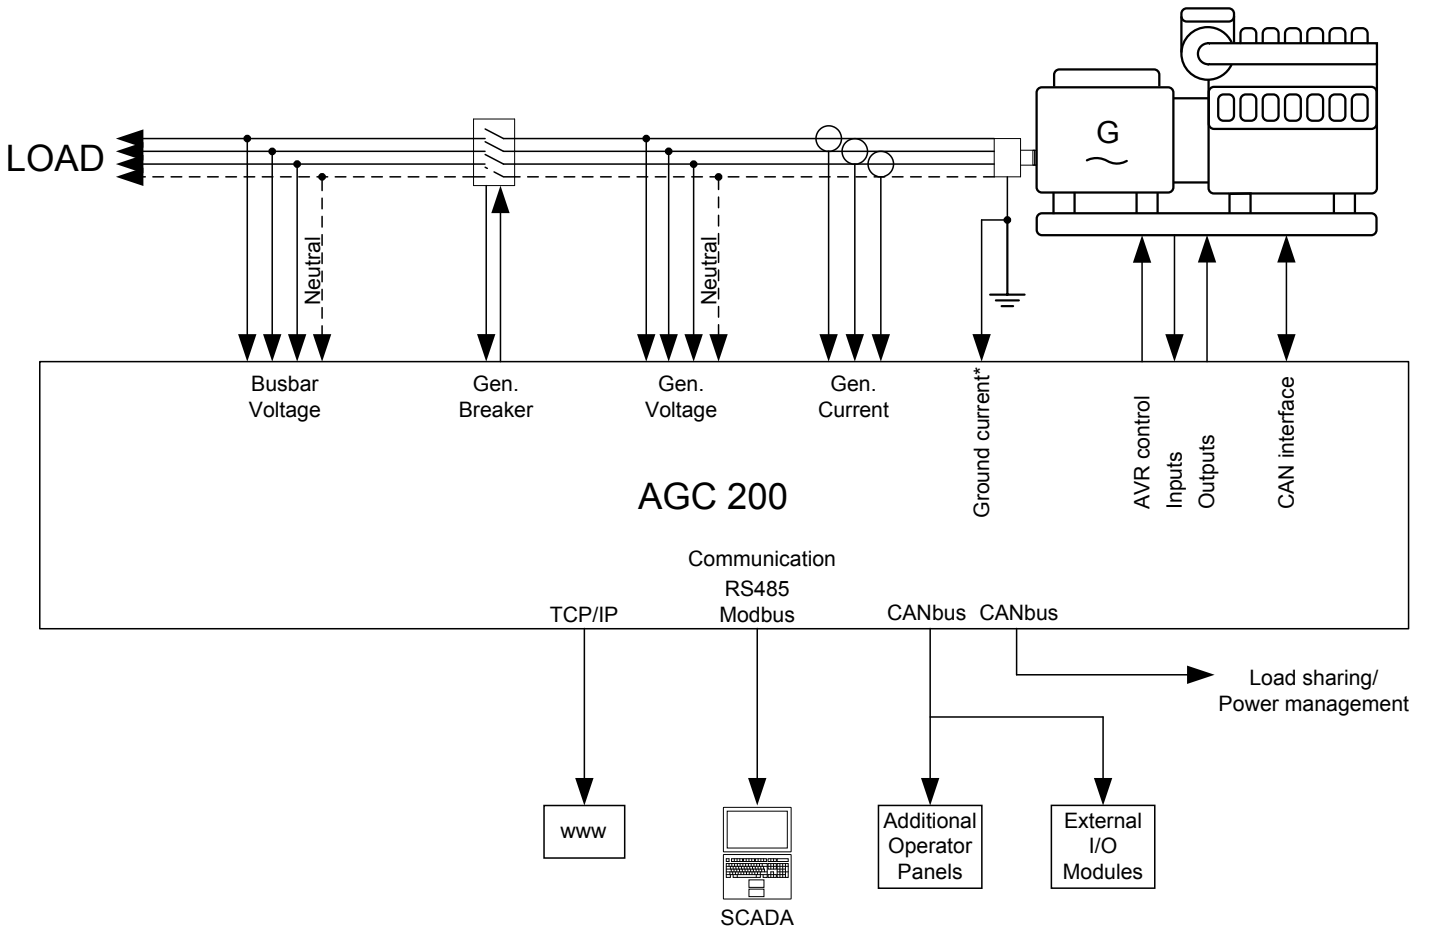 G
LOAD
Neutral
Neutral
Busbar
Voltage
Gen.
Breaker
Gen.
Voltage
Gen.
Current
Ground current*
AVR control
Inputs
Outputs
CAN interface
AGC 200
Communication
RS485
Modbus
TCP/IP
CANbus
CANbus
Load sharing/
Power management
www
SCADA
Additional
Operator
Panels
External
I/O
Modules